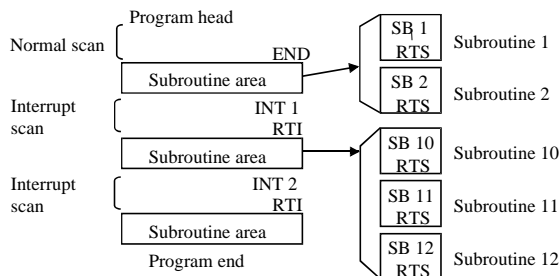 Program head
Normal scan
END
Subroutine area
Interrupt
scan
INT 1
RTI
Subroutine area
Interrupt
scan
INT 2
RTI
Subroutine area
Program end
SB 1
RTS
Subroutine 1
SB 2
RTS
Subroutine 2
SB 10
RTS
Subroutine 10
SB 11
RTS
Subroutine 11
SB 12
RTS
Subroutine 12